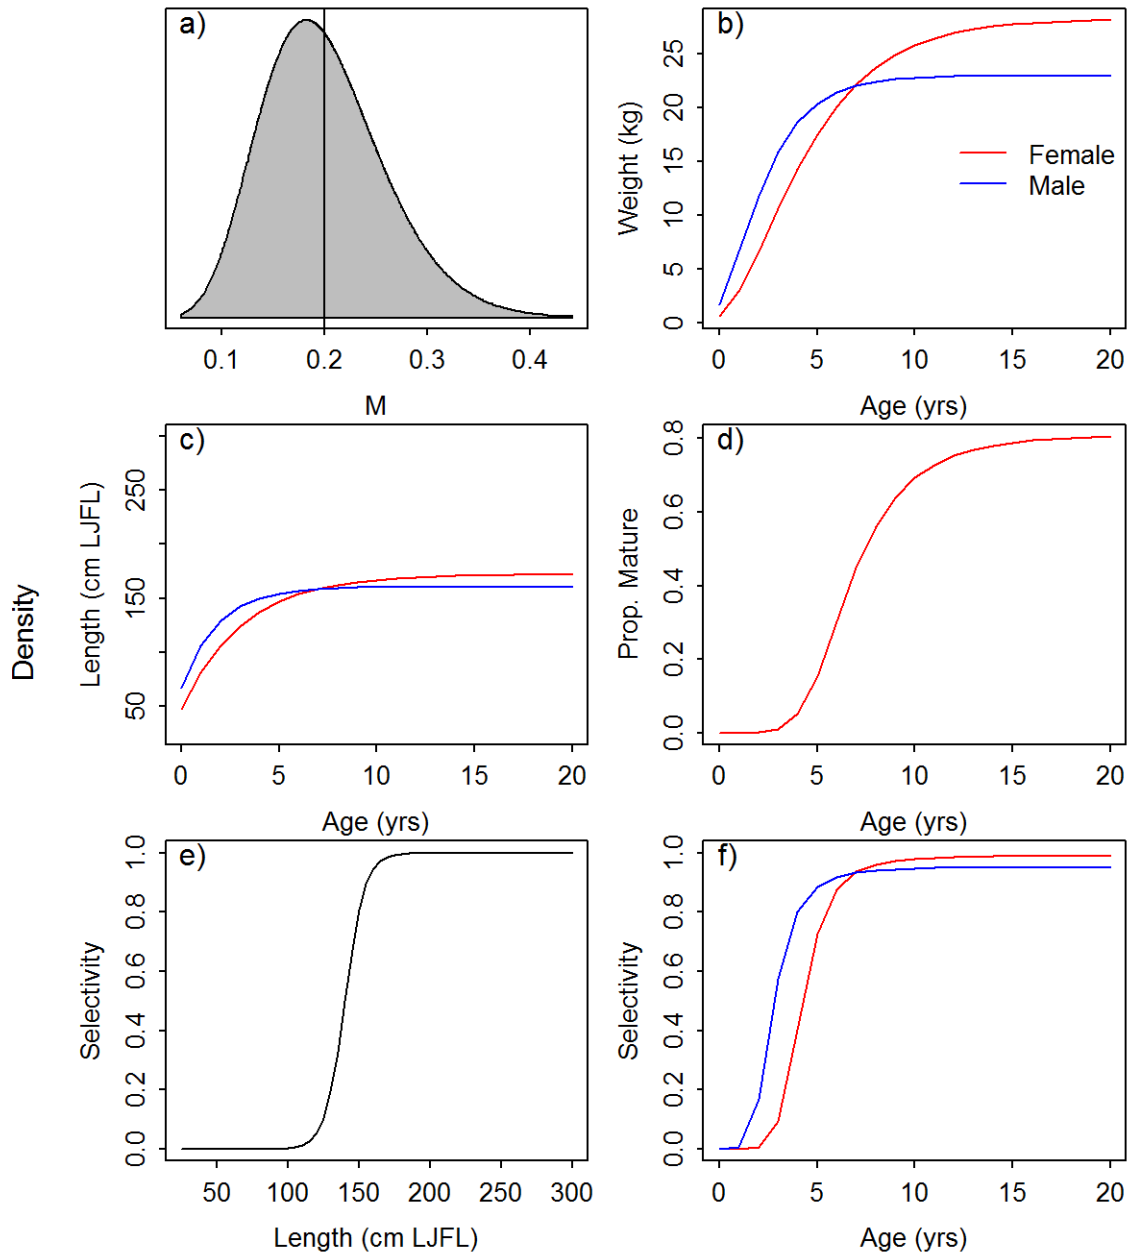 a)
0.1 0.2 0.3 0.4
M
b)
Weight (kg)
0 5 10 15 20 25
Female
Male
0 5 10 15 20
Age (yrs)
Density
c)
Length (cm LJFL)
50 150 250
0 5 10 15 20
Age (yrs)
d)
Prop. Mature
0.0 0.2 0.4 0.6 0.8
0 5 10 15 20
Age (yrs)
e)
Selectivity
0.0 0.2 0.4 0.6 0.8 1.0
50 100 150 200 250 300
Length (cm LJFL)
f)
Selectivity
0.0 0.2 0.4 0.6 0.8 1.0
0 5 10 15 20
Age (yrs)